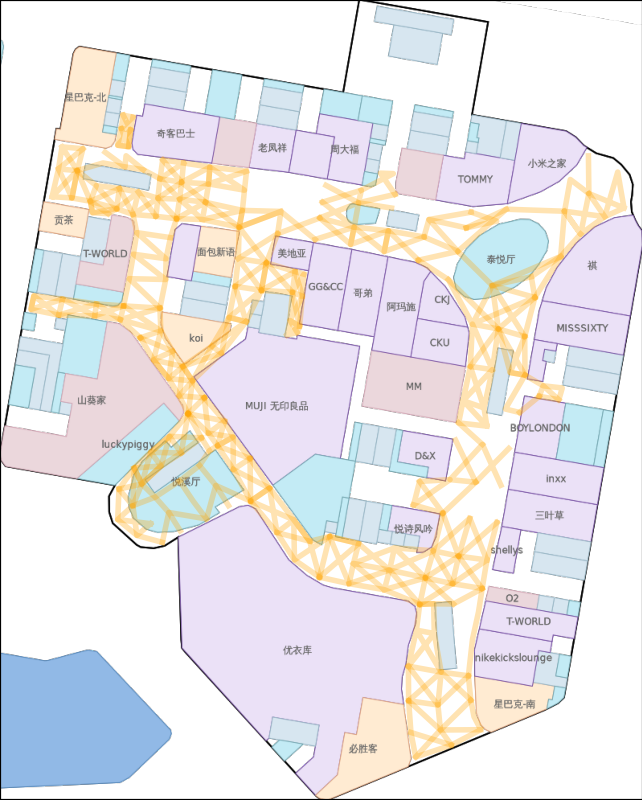 星巴克-北
奇客巴士
老凤祥
周大福
小米之家
TOMMY
贡茶
T-WORLD
面包新语
美地亚
泰悦厅
祺
GG&CC
哥弟
阿玛施
CKJ
MISSSIXTY
koi
CKU
MM
山葵家
MUJI 无印良品
BOYLONDON
luckypiggy
D&X
悦溪厅
inxx
三叶草
悦诗风吟
shellys
O2
T-WORLD
优衣库
nikekickslounge
星巴克-南
必胜客